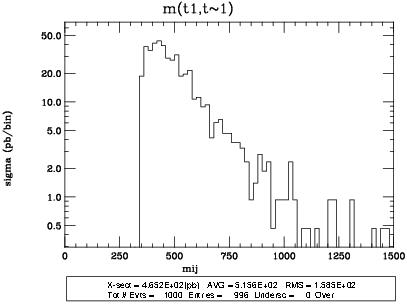 m(t1,t~1)
50.0
20.0
10.0
5.0
2.0
1.0
0.5
sigma (pb/bin)
0 250 500 750 1000 1250 1500
mij
X-sect = 4.652E+02(pb) AVG = 5.156E+02 RMS = 1.585E+02
Tot # Evts = 1000 Entries = 996 Undersc = 0 Over